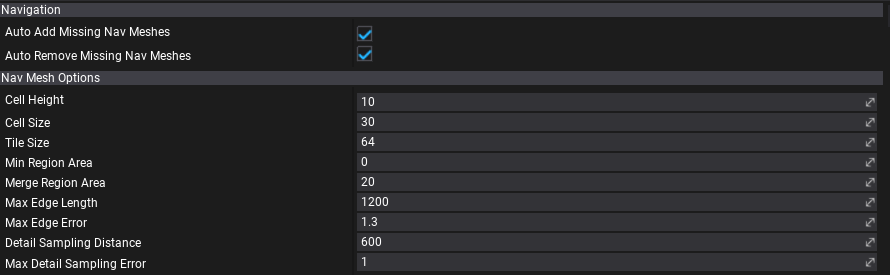 Navigation
Auto Add Missing Nav Meshes
Auto Remove Missing Nav Meshes
Nav Mesh Options
Cell Height 10
Cell Size 30
Tile Size 64
Min Region Area 0
Merge Region Area 20
Max Edge Length 1200
Max Edge Error 1.3
Detail Sampling Distance 600
Max Detail Sampling Error 1